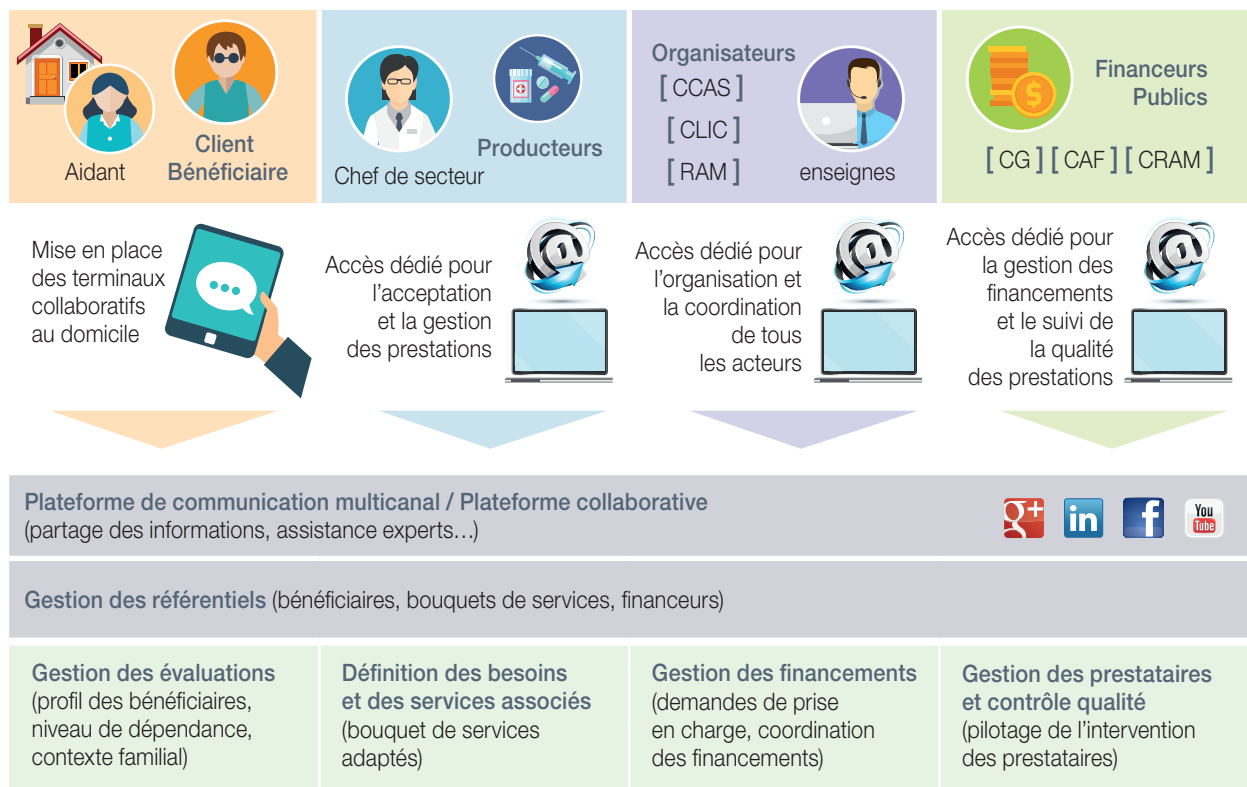 Aidant
Client
Bénéficiaire
Chef de secteur
Producteurs
Organisateurs
[ CCAS ]
[ CLIC ]
[ RAM ]
enseignes
Financeurs
Publics
[ CG ] [ CAF ] [ CRAM ]
Mise en place
des terminaux
collaboratifs
au domicile
Accès dédié pour
l'acceptation
et la gestion
des prestations
Accès dédié pour
l'organisation et
la coordination
de tous
les acteurs
Accès dédié pour
la gestion des
financements
et le suivi de
la qualité
des prestations
Plateforme de communication multicanal / Plateforme collaborative
(partage des informations, assistance experts…)
g+
in
f
You
Tube
Gestion des référentiels (bénéficiaires, bouquets de services, financeurs)
Gestion des évaluations
(profil des bénéficiaires,
niveau de dépendance,
contexte familial)
Définition des besoins
et des services associés
(bouquet de services
adaptés)
Gestion des financements
(demandes de prise
en charge, coordination
des financements)
Gestion des prestataires
et contrôle qualité
(pilotage de l'intervention
des prestataires)